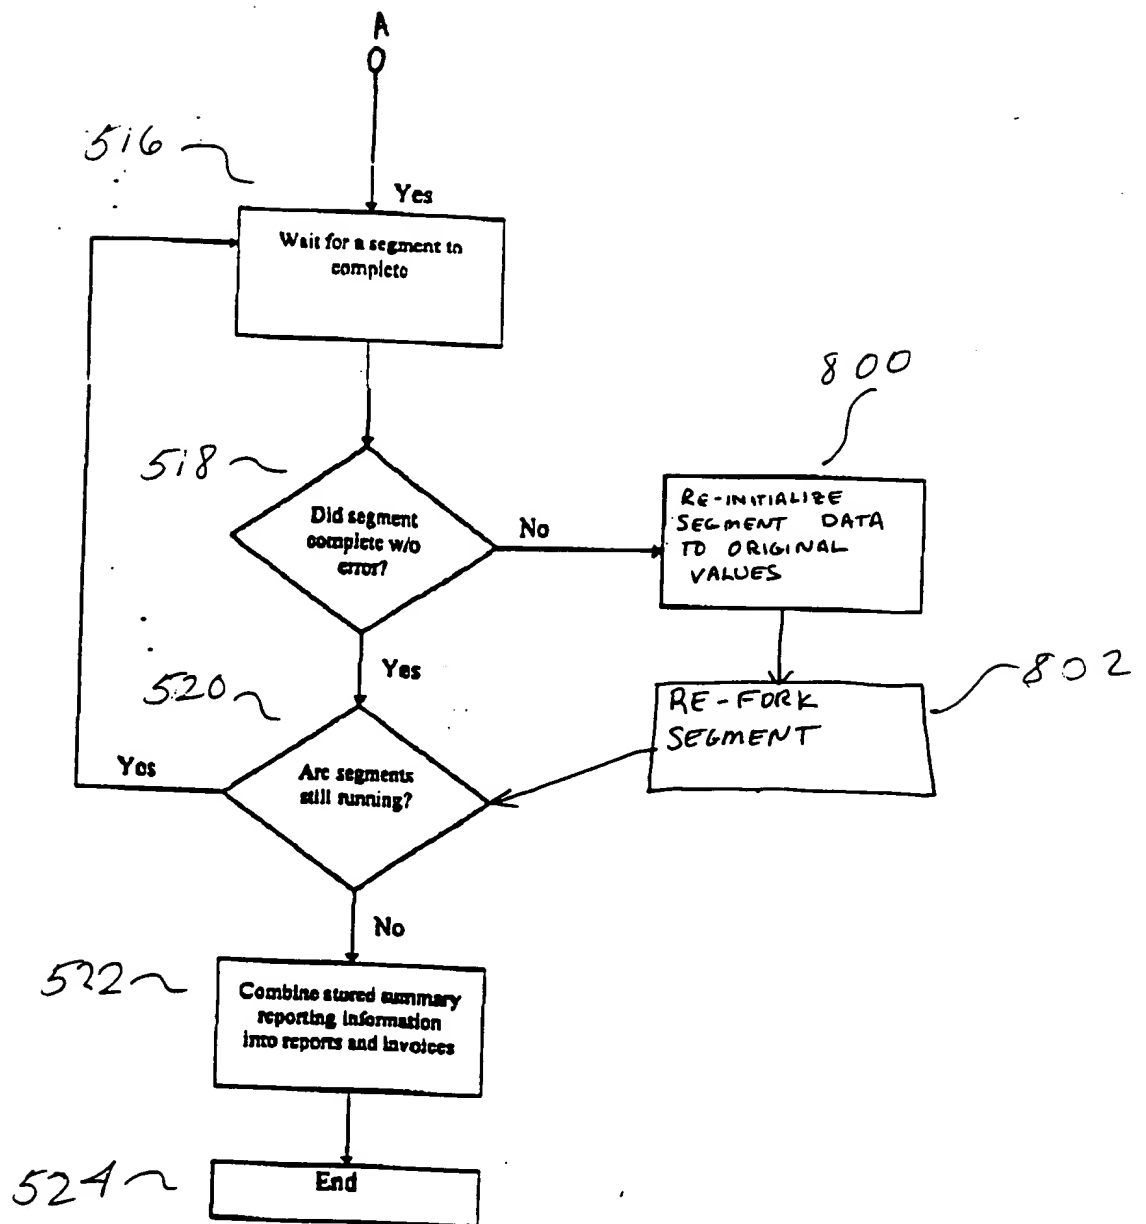 A
516
Yes
Wait for a segment to
complete
800
518
Did segment
complete w/o
error?
No
RE-INITIALIZE
SEGMENT DATA
TO ORIGINAL
VALUES
Yes
802
520
RE-FORK
SEGMENT
Yes
Are segments
still running?
No
522
Combine stored summary
reporting information
into reports and invoices
524
End